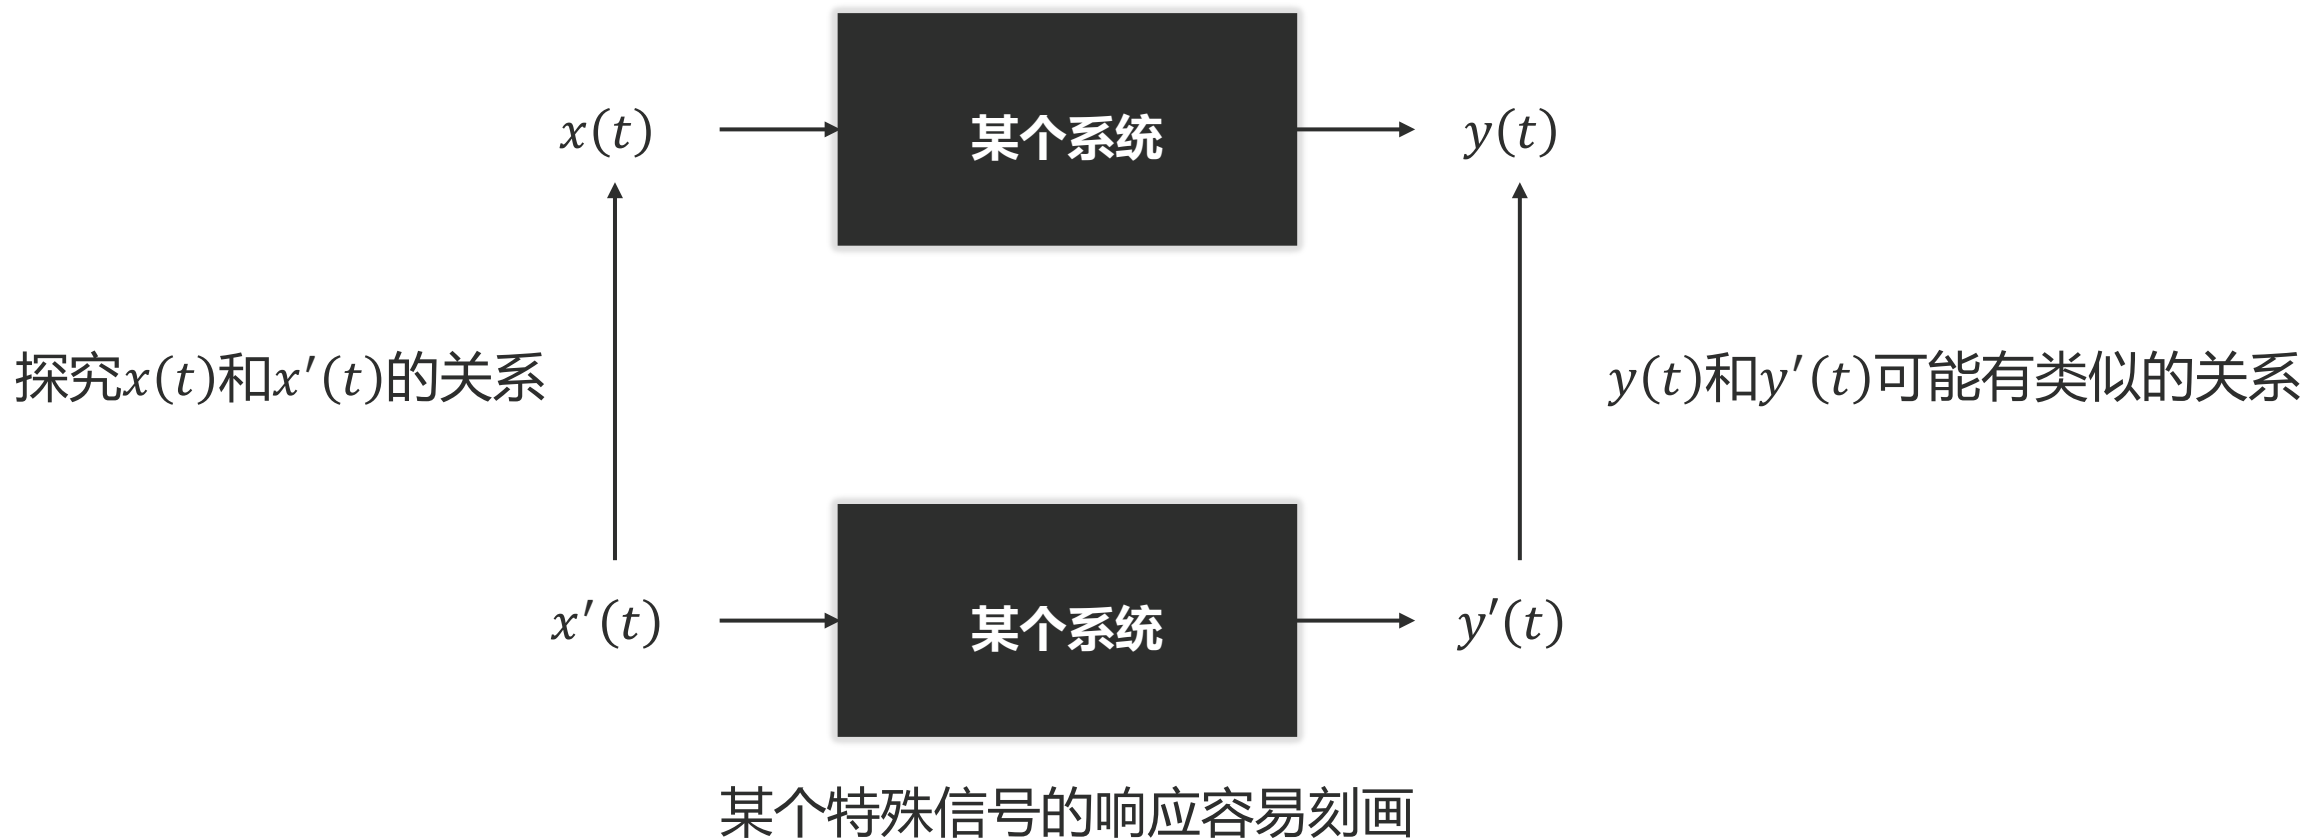 x(t)
某个系统
y(t)
探究x(t)和x′(t)的关系
y(t)和y′(t)可能有类似的关系
x′(t)
某个系统
y′(t)
某个特殊信号的响应容易刻画